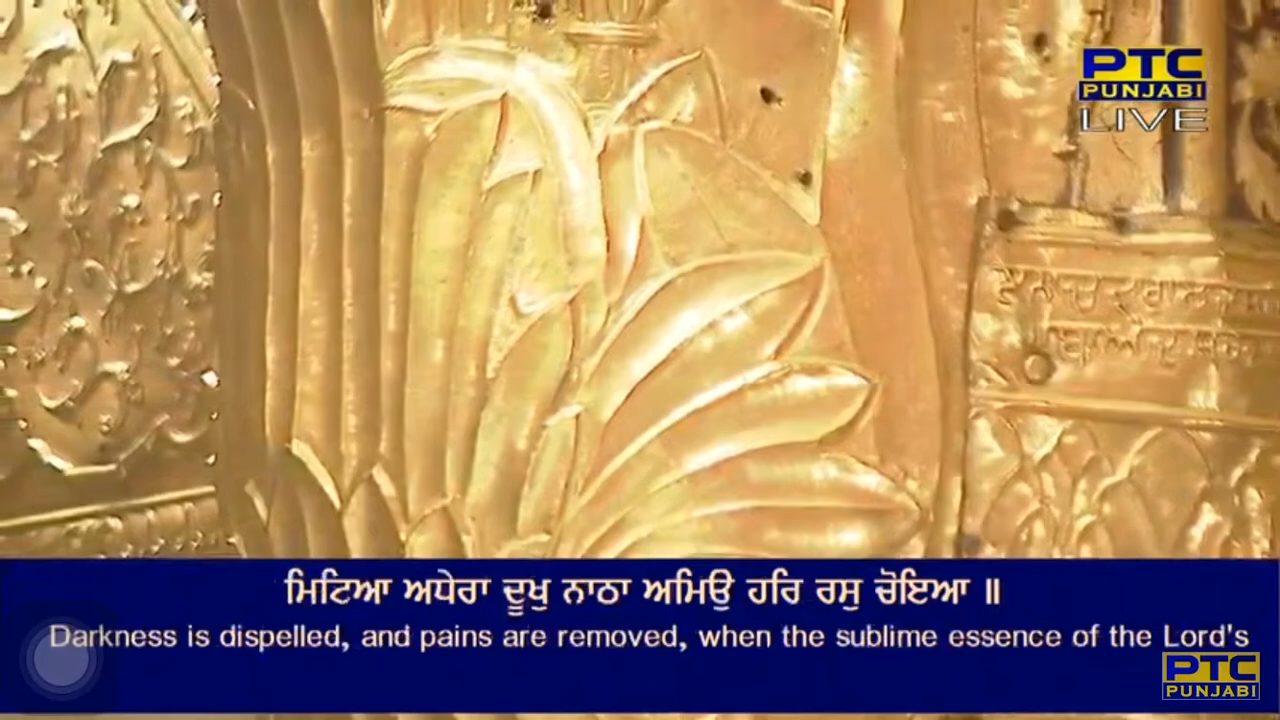 PTC
PUNJABI
LIVE
ਮਿਟਿਆ ਅਧੇਰਾ ਦੂਖੁ ਨਾਠਾ ਅਮਿਉ ਹਰਿ ਰਸੁ ਚੋਇਆ ॥
Darkness is dispelled, and pains are removed, when the sublime essence of the Lord's
PTC
PUNJABI